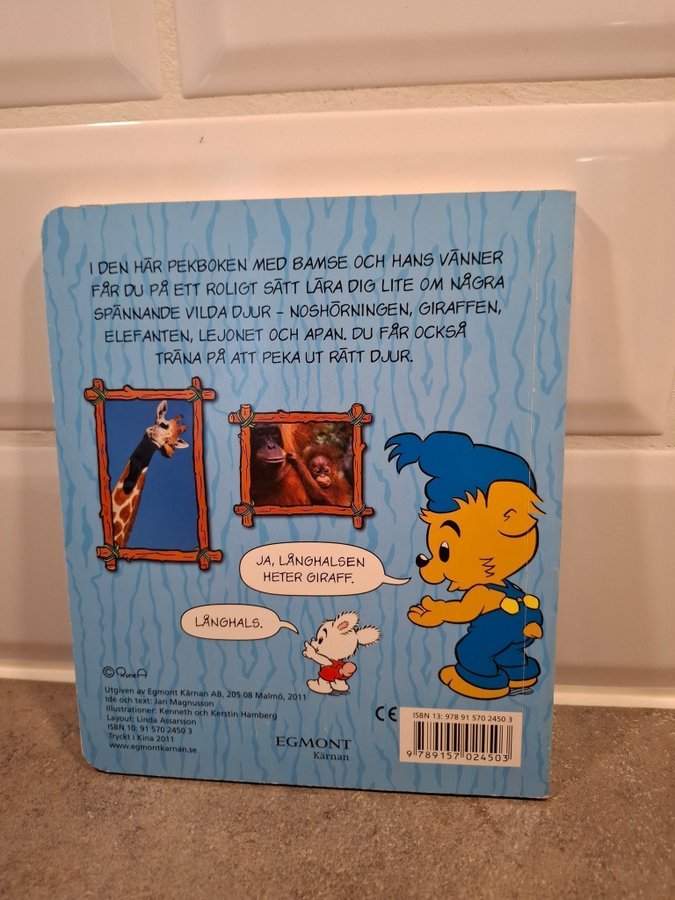 I DEN HÄR PEKBOKEN MED BAMSE OCH HANS VÄNNER
FÅR DU PÅ ETT ROLIGT SÄTT LÄRA DIG LITE OM NÅGRA
SPÄNNANDE VILDA DJUR – NOSHÖRNINGEN, GIRAFFEN,
ELEFANTEN, LEJONET OCH APAN. DU FÅR OCKSÅ
TRÄNA PÅ ATT PEKA UT RÄTT DJUR.
JA, LÅNGHALSEN
HETER GIRAFF.
LÅNGHALS.
© Rune A
Utgiven av Egmont Kärnan AB, 205 08 Malmö, 2011
Idé och text: Jan Magnusson
Illustrationer: Kenneth och Kerstin Hamberg
Layout: Linda Assarsson
ISBN 10: 91 570 2450 3
Tryckt i Kina 2011
www.egmontkarnan.se
EGMONT
Kärnan
CE
ISBN 13: 978 91 570 2450 3
9 789157 024503